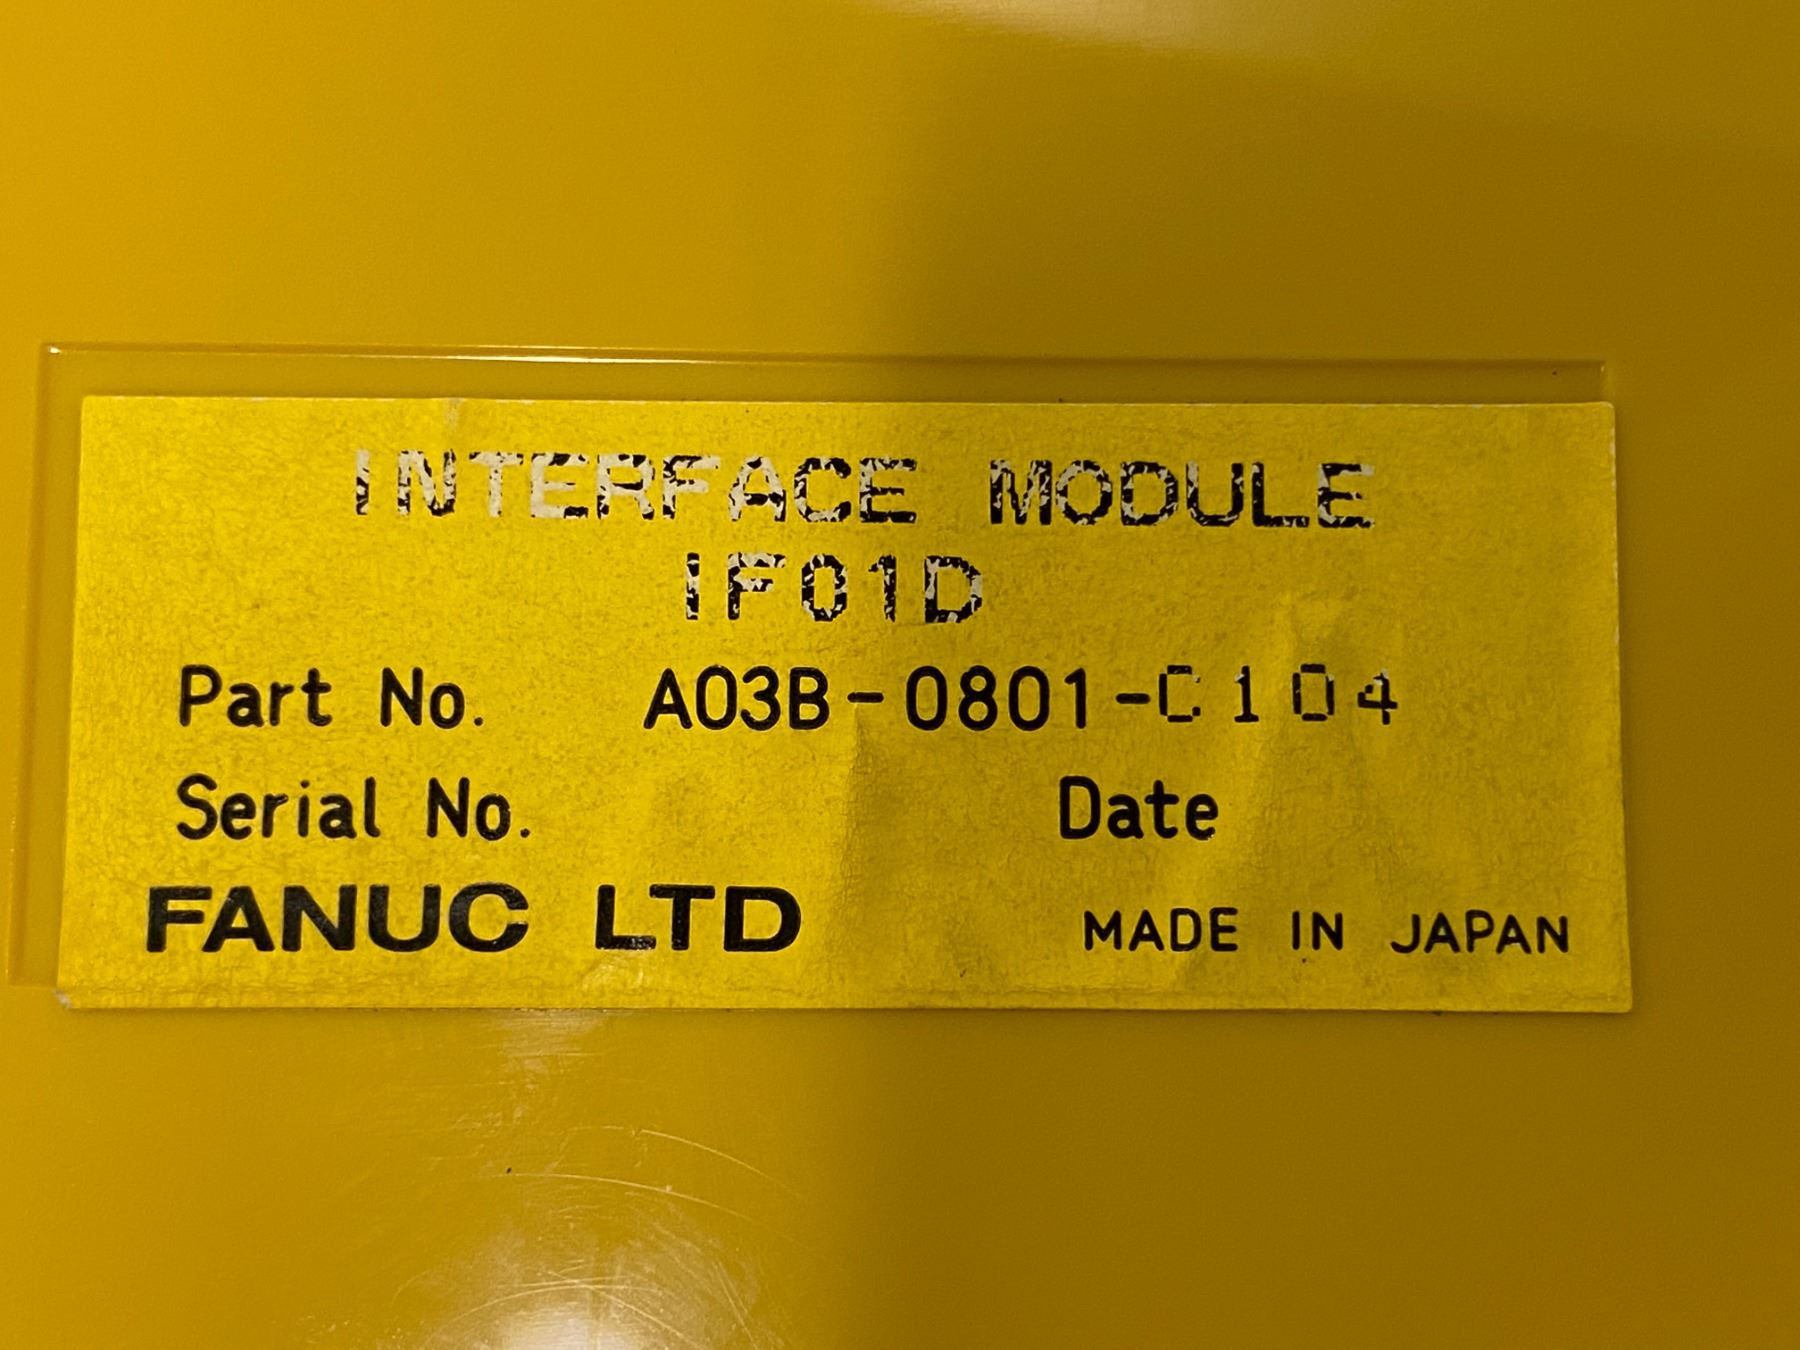 INTERFACE MODULE
IF01D
Part No. A03B-0801-C104
Serial No. Date
FANUC LTD MADE IN JAPAN